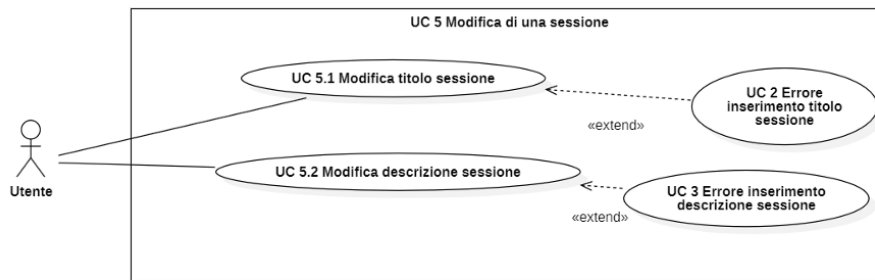 UC 5 Modifica di una sessione
UC 5.1 Modifica titolo sessione
UC 2 Errore
inserimento titolo
sessione
«extend»
UC 5.2 Modifica descrizione sessione
UC 3 Errore inserimento
descrizione sessione
«extend»
Utente